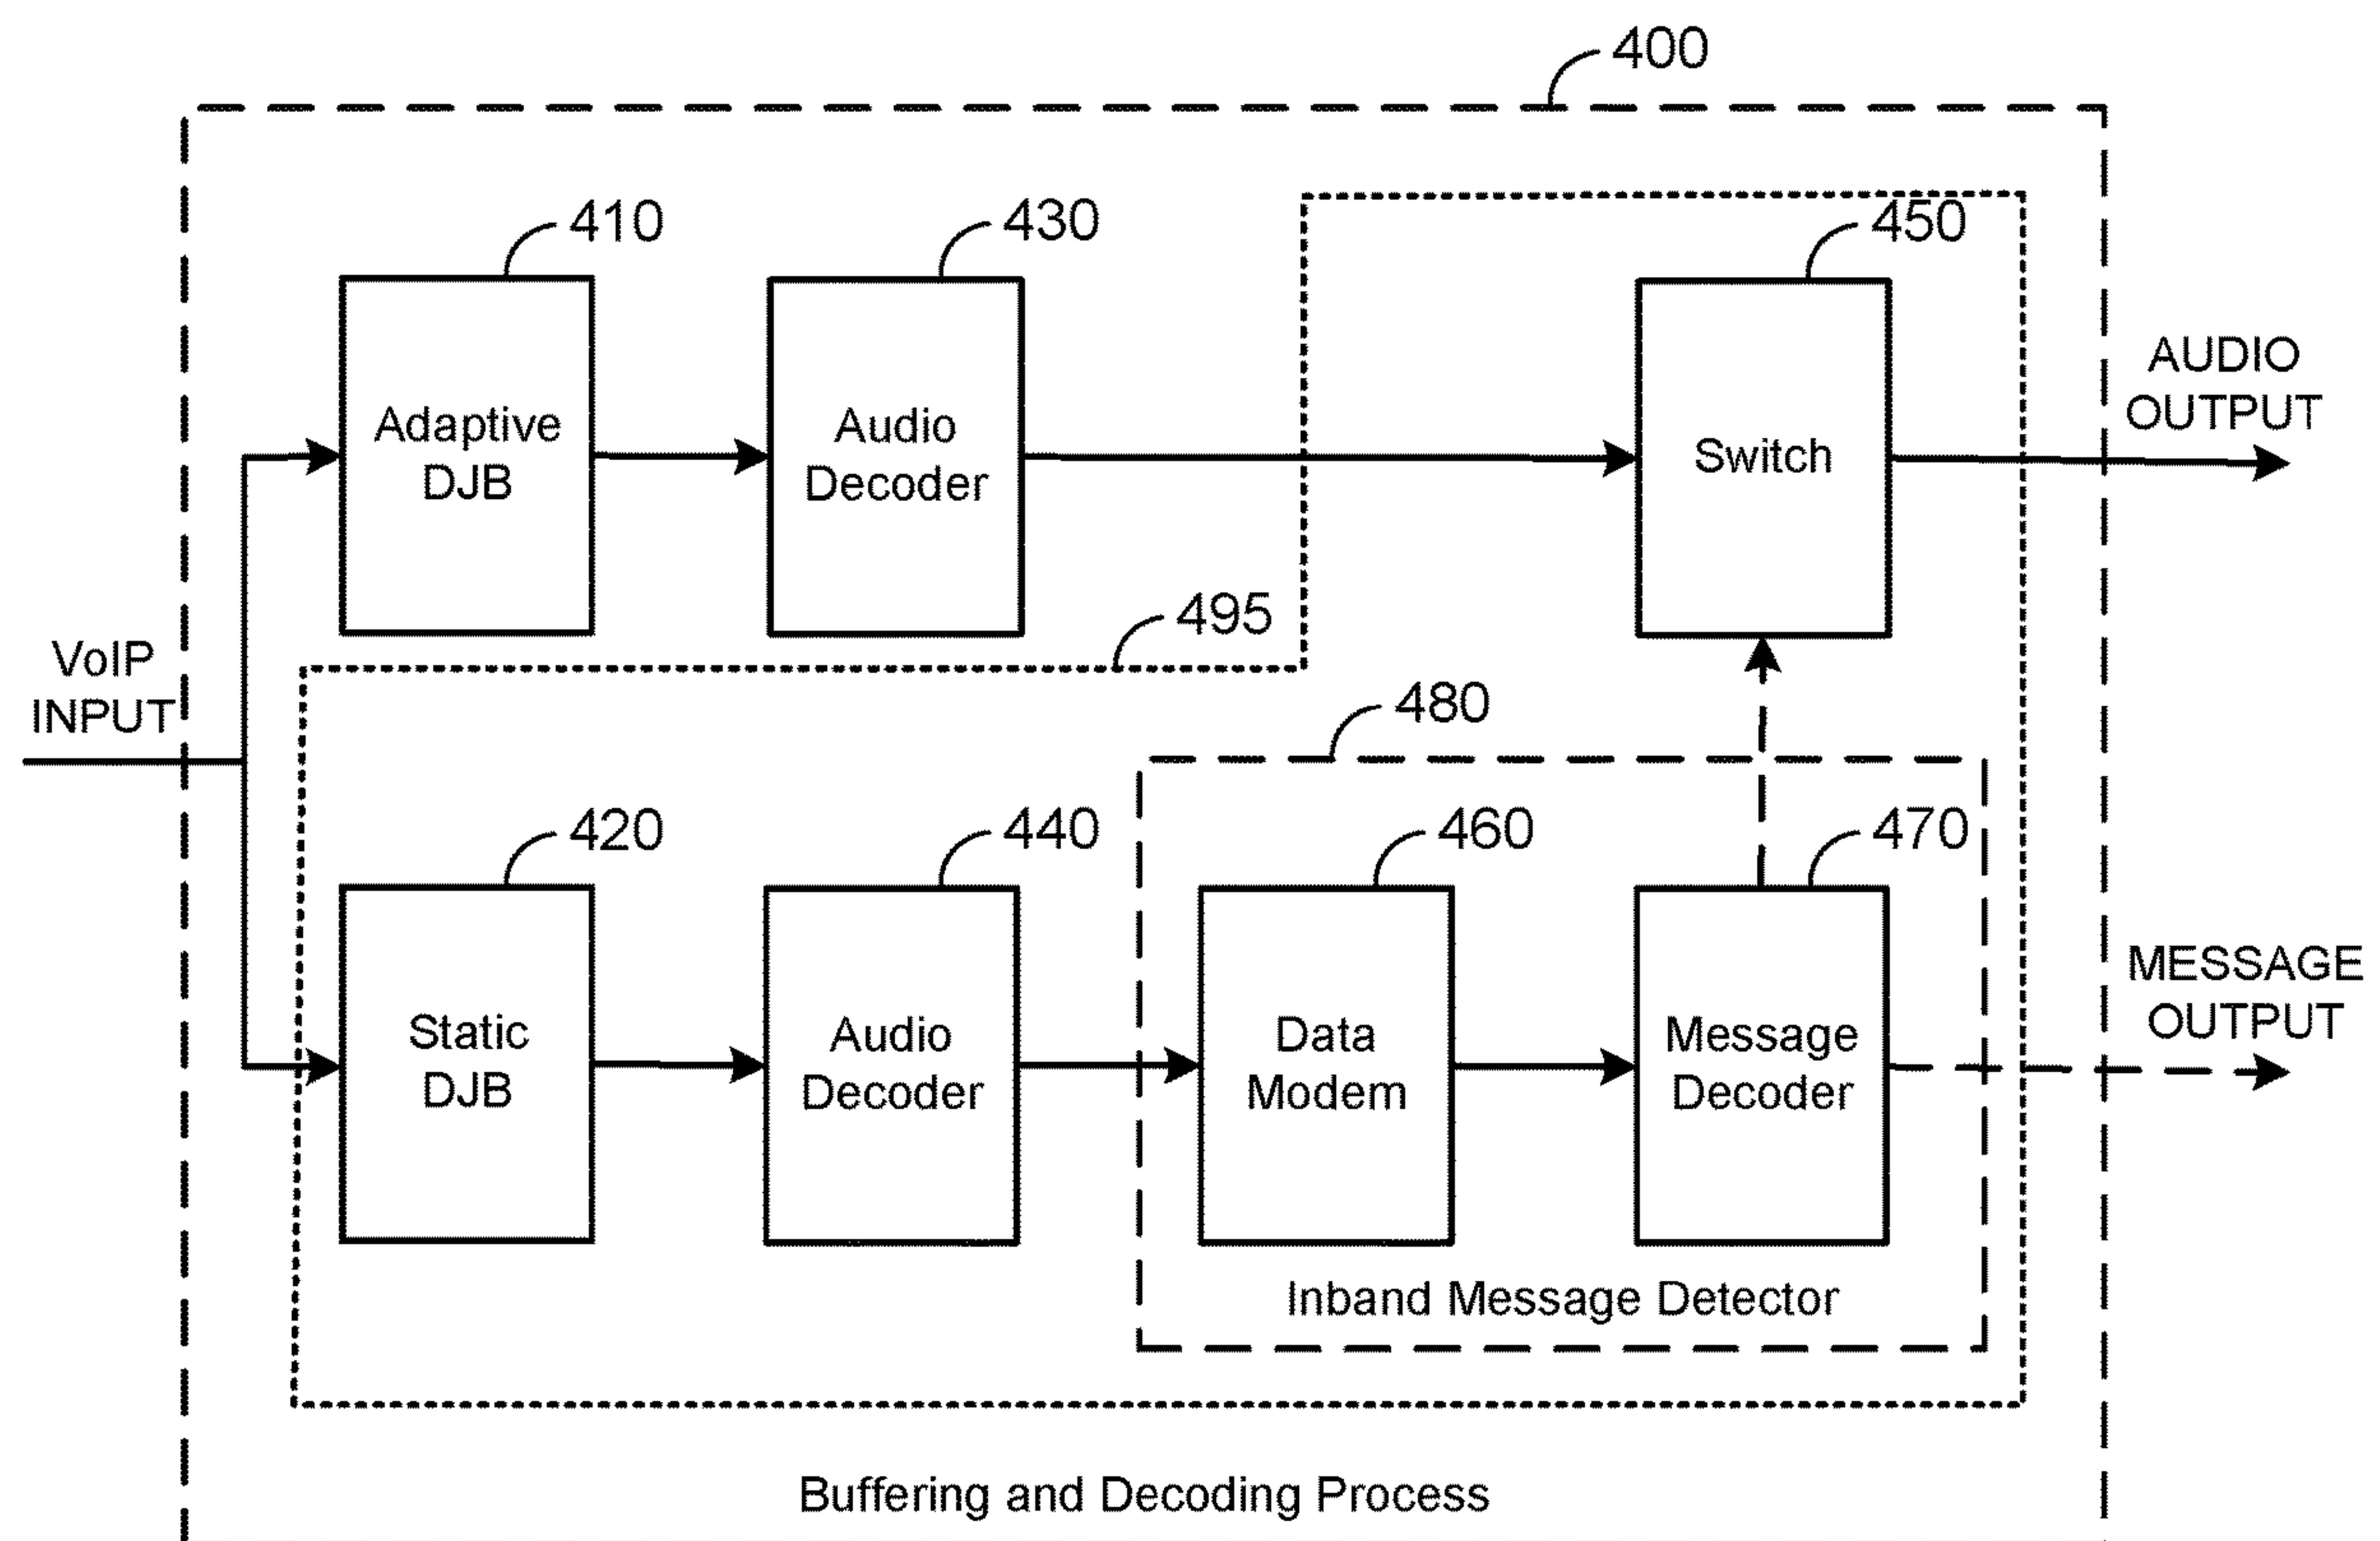 400
410
430
450
Adaptive
DJB
Audio
Decoder
Switch
AUDIO
OUTPUT
495
VoIP
INPUT
480
420
440
460
470
Static
DJB
Audio
Decoder
Data
Modem
Message
Decoder
MESSAGE
OUTPUT
Inband Message Detector
Buffering and Decoding Process